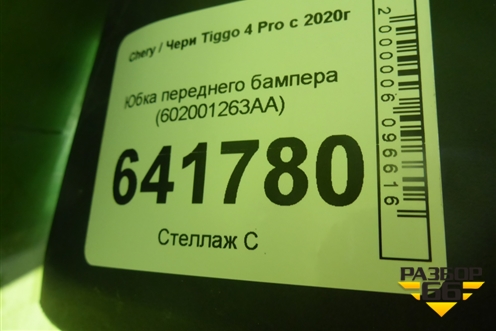 Chery / Чери Tiggo 4 Pro с 2020г
Юбка переднего бампера
(602001263AA)
641780
Стеллаж С
2000006096616
РАЗБОР
66